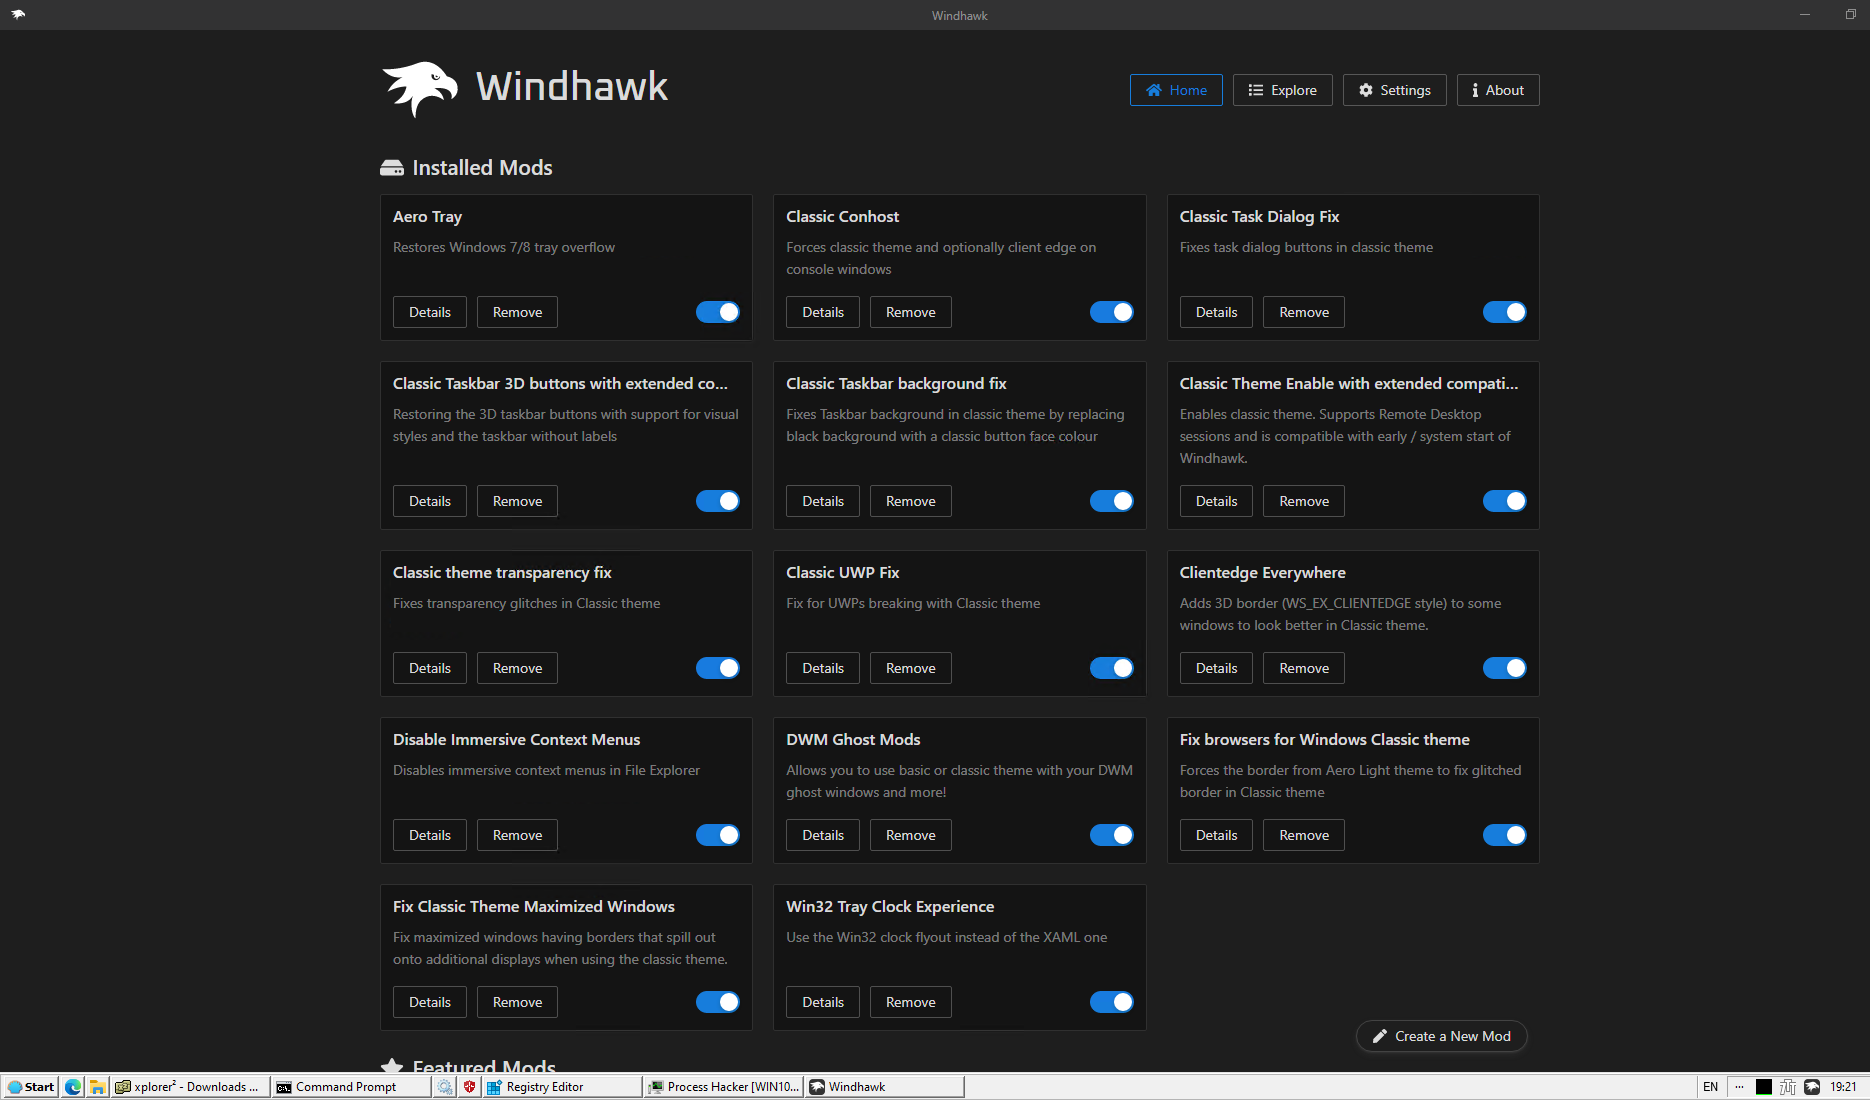 Windhawk
Windhawk
Home
Explore
Settings
About
Installed Mods
Aero Tray
Restores Windows 7/8 tray overflow
Details
Remove
Classic Conhost
Forces classic theme and optionally client edge on
console windows
Details
Remove
Classic Task Dialog Fix
Fixes task dialog buttons in classic theme
Details
Remove
Classic Taskbar 3D buttons with extended co...
Restoring the 3D taskbar buttons with support for visual
styles and the taskbar without labels
Details
Remove
Classic Taskbar background fix
Fixes Taskbar background in classic theme by replacing
black background with a classic button face colour
Details
Remove
Classic Theme Enable with extended compati...
Enables classic theme. Supports Remote Desktop
sessions and is compatible with early / system start of
Windhawk.
Details
Remove
Classic theme transparency fix
Fixes transparency glitches in Classic theme
Details
Remove
Classic UWP Fix
Fix for UWPs breaking with Classic theme
Details
Remove
Clientedge Everywhere
Adds 3D border (WS_EX_CLIENTEDGE style) to some
windows to look better in Classic theme.
Details
Remove
Disable Immersive Context Menus
Disables immersive context menus in File Explorer
Details
Remove
DWM Ghost Mods
Allows you to use basic or classic theme with your DWM
ghost windows and more!
Details
Remove
Fix browsers for Windows Classic theme
Forces the border from Aero Light theme to fix glitched
border in Classic theme
Details
Remove
Fix Classic Theme Maximized Windows
Fix maximized windows having borders that spill out
onto additional displays when using the classic theme.
Details
Remove
Win32 Tray Clock Experience
Use the Win32 clock flyout instead of the XAML one
Details
Remove
Create a New Mod
Featured Mods
Start
xplorer² - Downloads ...
Command Prompt
Registry Editor
Process Hacker [WIN10...
Windhawk
EN
19:21